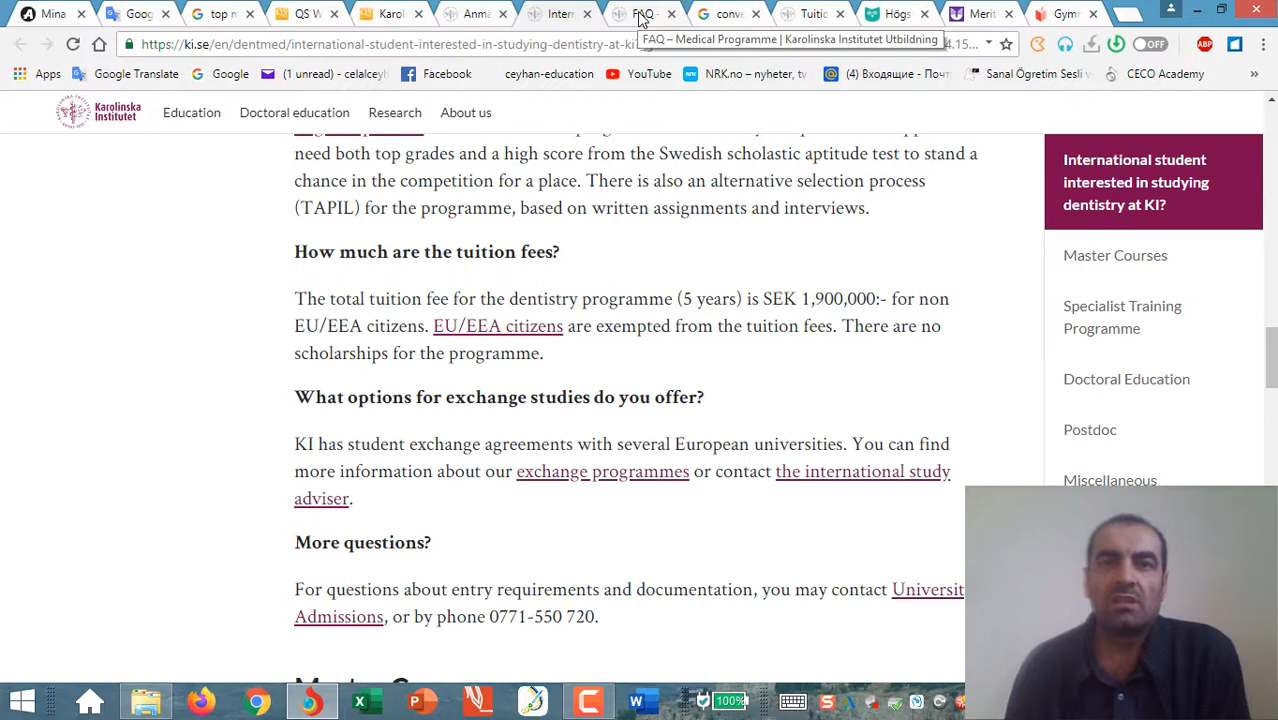 Mina
Goog
top n
QS W
Karol
Anma
Intern
FAQ -
conve
Tuitio
Högs
Merit
Gymn
https://ki.se/en/dentmed/international-student-interested-in-studying-dentistry-at-ki
4.15...
OFF
ABP
FAQ – Medical Programme | Karolinska Institutet Utbildning
Apps
GoogleTranslate
Google
(1 unread) - celalcey
Facebook
eyhan-education
YouTube
NRK.no – nyheter, tv
(4) Входящие - Почт
Sanal Ögretim Sesli v
CECO Academy
»
Karolinska
Institutet
Education
Doctoral education
Research
About us
need both top grades and a high score from the Swedish scholastic aptitude test to stand a
chance in the competition for a place. There is also an alternative selection process
(TAPIL) for the programme, based on written assignments and interviews.
How much are the tuition fees?
The total tuition fee for the dentistry programme (5 years) is SEK 1,900,000:- for non
EU/EEA citizens. EU/EEA citizens are exempted from the tuition fees. There are no
scholarships for the programme.
What options for exchange studies do you offer?
KI has student exchange agreements with several European universities. You can find
more information about our exchange programmes or contact the international study
adviser.
More questions?
For questions about entry requirements and documentation, you may contact Universit
Admissions, or by phone 0771-550 720.
International student
interested in studying
dentistry at KI?
Master Courses
Specialist Training
Programme
Doctoral Education
Postdoc
Miscellaneous
100%